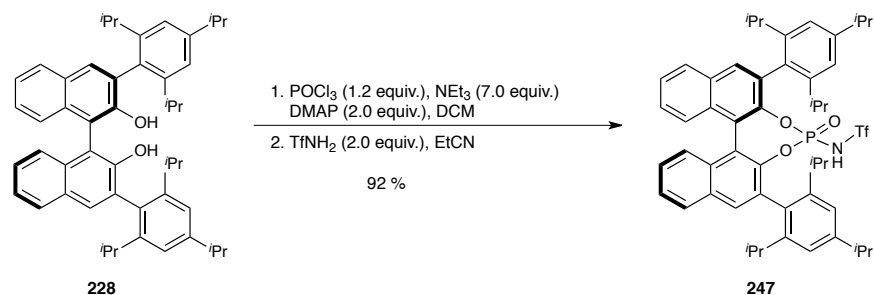 iPr
iPr
iPr
OH
OH
iPr
iPr
iPr
228
1. POCl3 (1.2 equiv.), NEt3 (7.0 equiv.)
DMAP (2.0 equiv.), DCM
2. TfNH2 (2.0 equiv.), EtCN
92 %
iPr
iPr
iPr
O
P
O
Tf
O
N
H
iPr
iPr
iPr
247